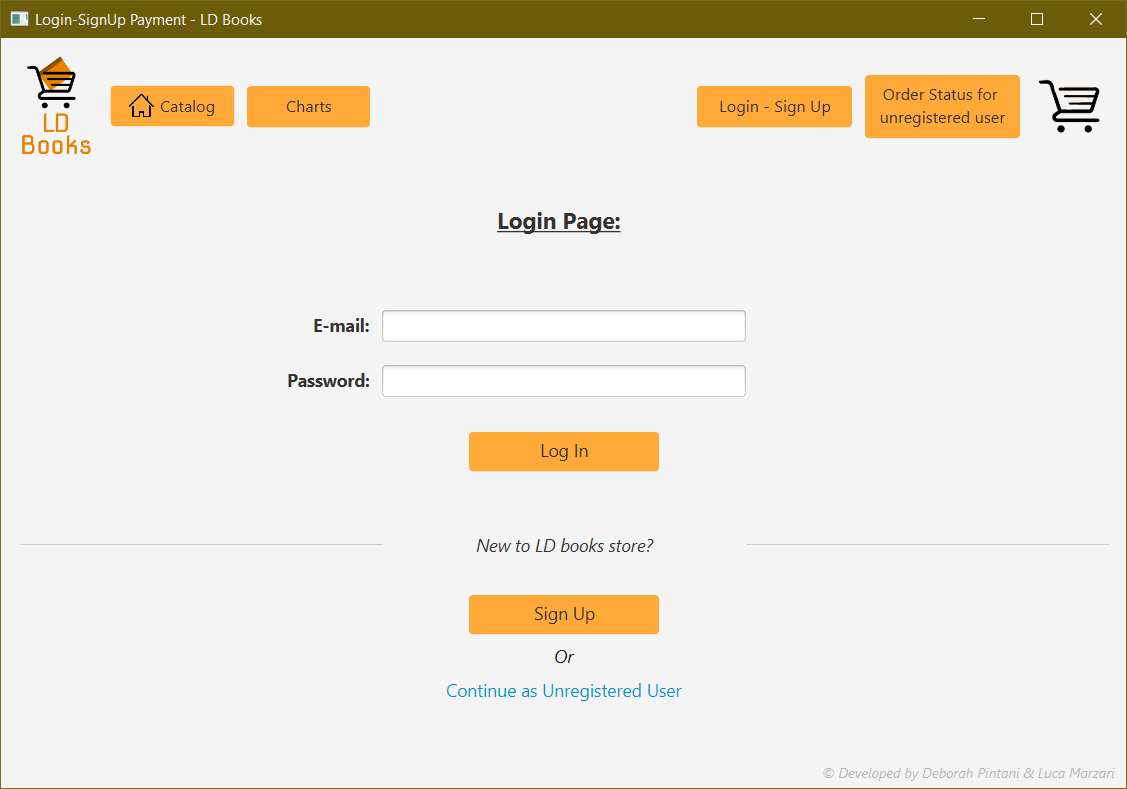 Login-SignUp Payment - LD Books
LD
Books
Catalog
Charts
Login - Sign Up
Order Status for
unregistered user
Login Page:
E-mail:
Password:
Log In
New to LD books store?
Sign Up
Or
Continue as Unregistered User
© Developed by Deborah Pintani & Luca Marzari